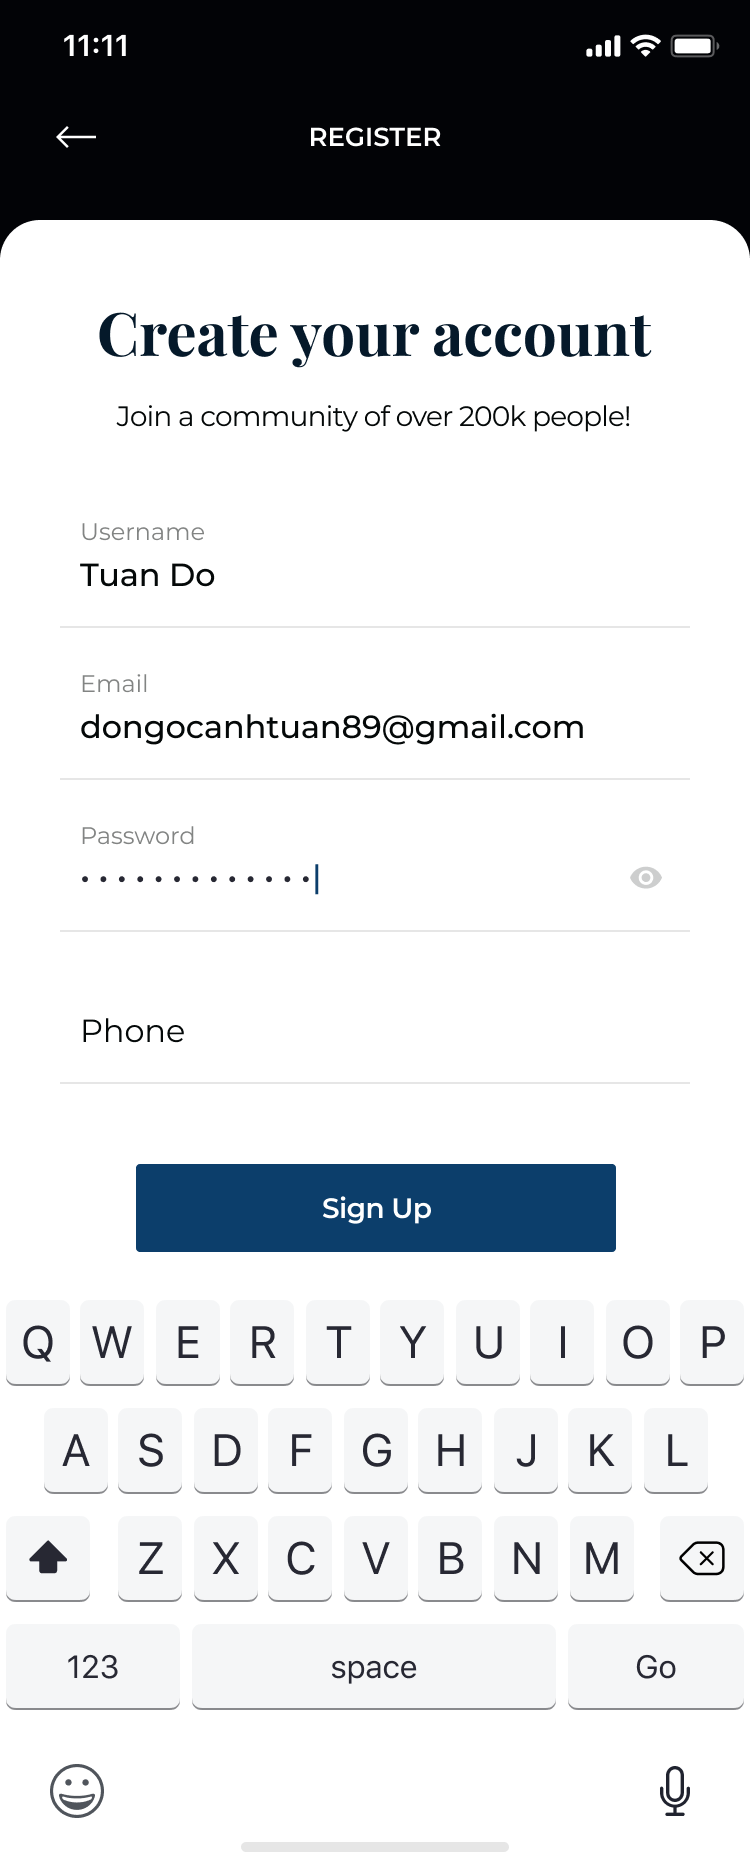 11:11
REGISTER
Create your account
Join a community of over 200k people!
Username
Tuan Do
Email
dongocanhtuan89@gmail.com
Password
•••••••••••••
Phone
Sign Up
Q W E R T Y U I O P
A S D F G H J K L
Z X C V B N M
123 space Go